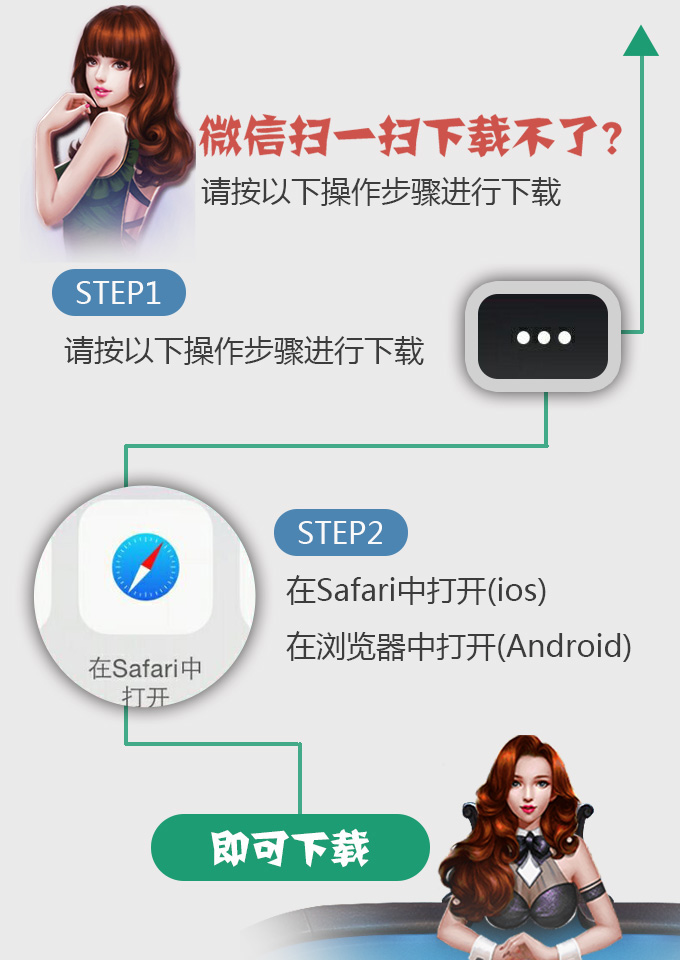 微信扫一扫下载不了?
请按以下操作步骤进行下载
STEP1
请按以下操作步骤进行下载
STEP2
在Safari中打开(ios)
在浏览器中打开(Android)
在Safari中
打开
即可下载